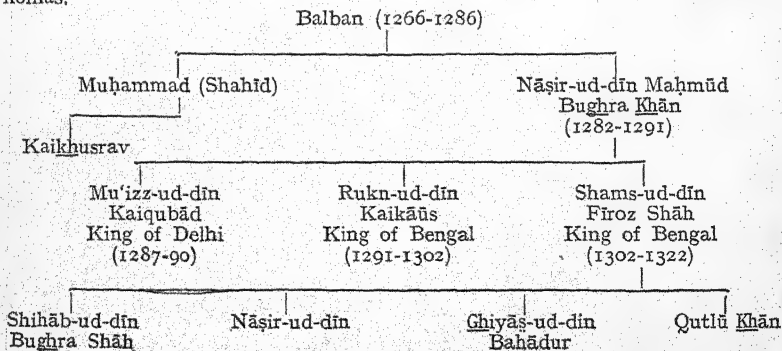 Balban (1266-1286)
Muḥammad (Shahīd)
Nāṣir-ud-dīn Maḥmūd
Bughra Khān
(1282-1291)
Kaikhusrav
Mu‘izz-ud-dīn
Kaiqubād
King of Delhi
(1287-90)
Rukn-ud-dīn
Kaikāūs
King of Bengal
(1291-1302)
Shams-ud-dīn
Fīroz Shāh
King of Bengal
(1302-1322)
Shihāb-ud-dīn
Bughra Shāh
Nāṣir-ud-dīn
Ghiyāṣ-ud-din
Bahādur
Qutlū Khān